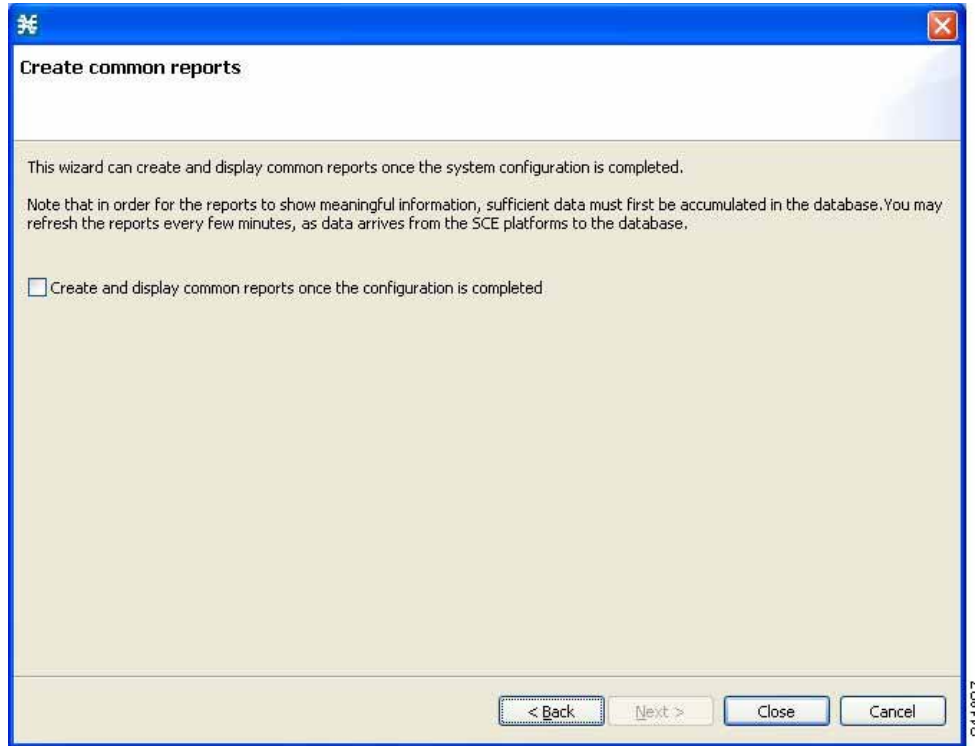 Create common reports
This wizard can create and display common reports once the system configuration is completed.
Note that in order for the reports to show meaningful information, sufficient data must first be accumulated in the database.You may
refresh the reports every few minutes, as data arrives from the SCE platforms to the database.
Create and display common reports once the configuration is completed
< Back
Next >
Close
Cancel